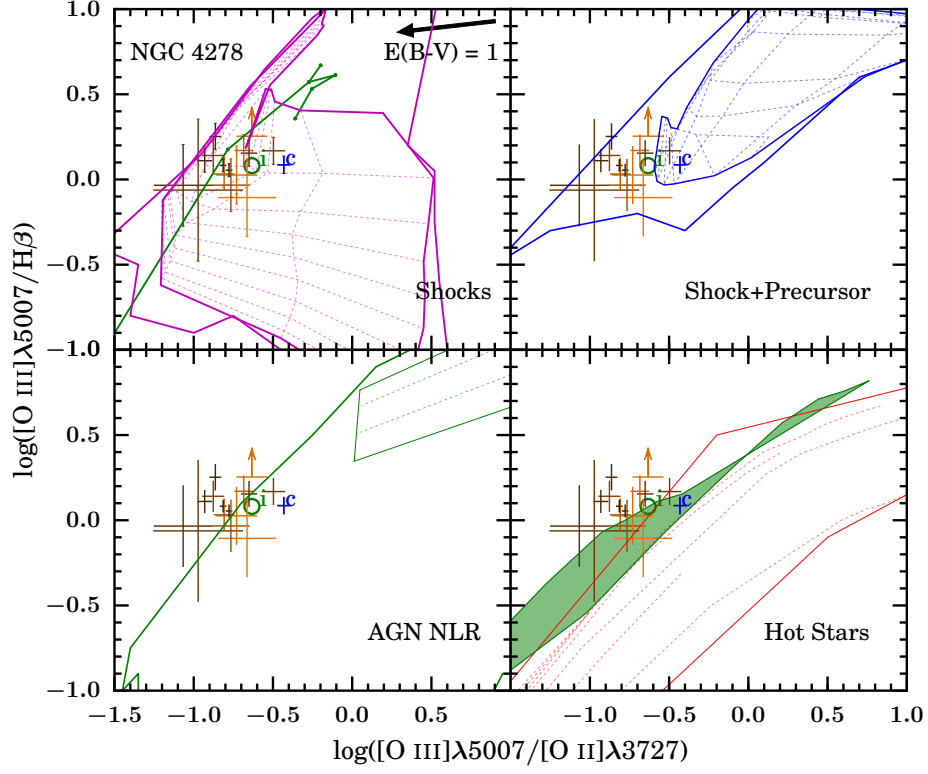 1.0
NGC 4278
E(B-V) = 1
0.5
i
c
i
c
0.0
−0.5
Shocks
Shock+Precursor
−1.0
log([O III]λ5007/Hβ)
0.5
i
c
i
c
0.0
−0.5
AGN NLR
Hot Stars
−1.0
−1.5 −1.0 −0.5 0.0 0.5 −1.0 −0.5 0.0 0.5 1.0
log([O III]λ5007/[O II]λ3727)